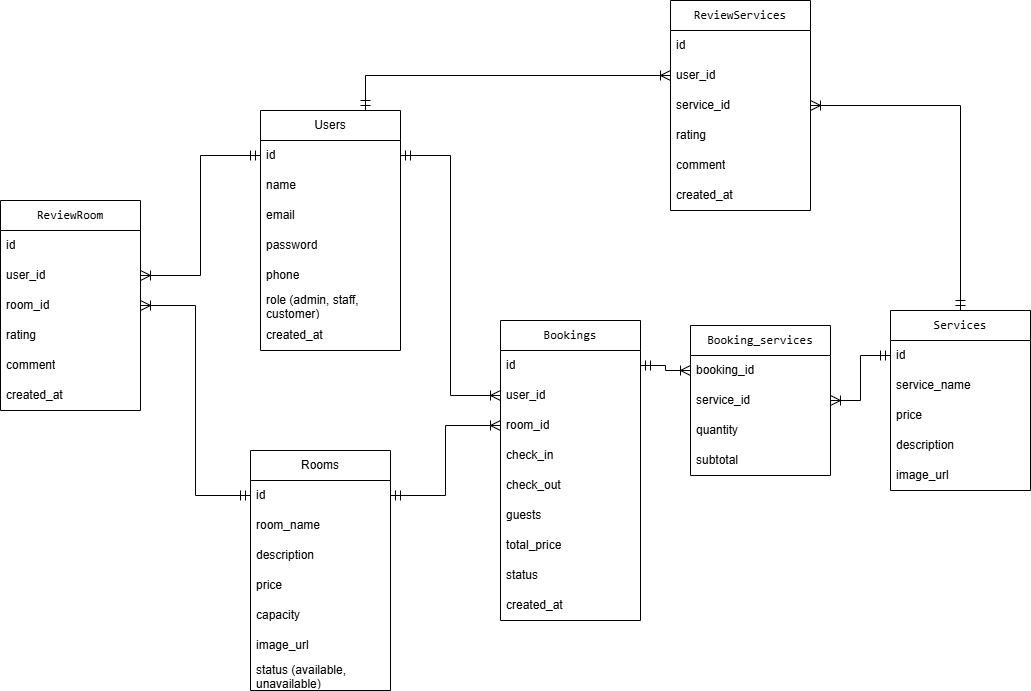 ReviewServices
id
user_id
service_id
rating
comment
created_at
Users
id
name
email
password
phone
role (admin, staff,
customer)
created_at
ReviewRoom
id
user_id
room_id
rating
comment
created_at
Bookings
id
user_id
room_id
check_in
check_out
guests
total_price
status
created_at
Booking_services
booking_id
service_id
quantity
subtotal
Services
id
service_name
price
description
image_url
Rooms
id
room_name
description
price
capacity
image_url
status (available,
unavailable)